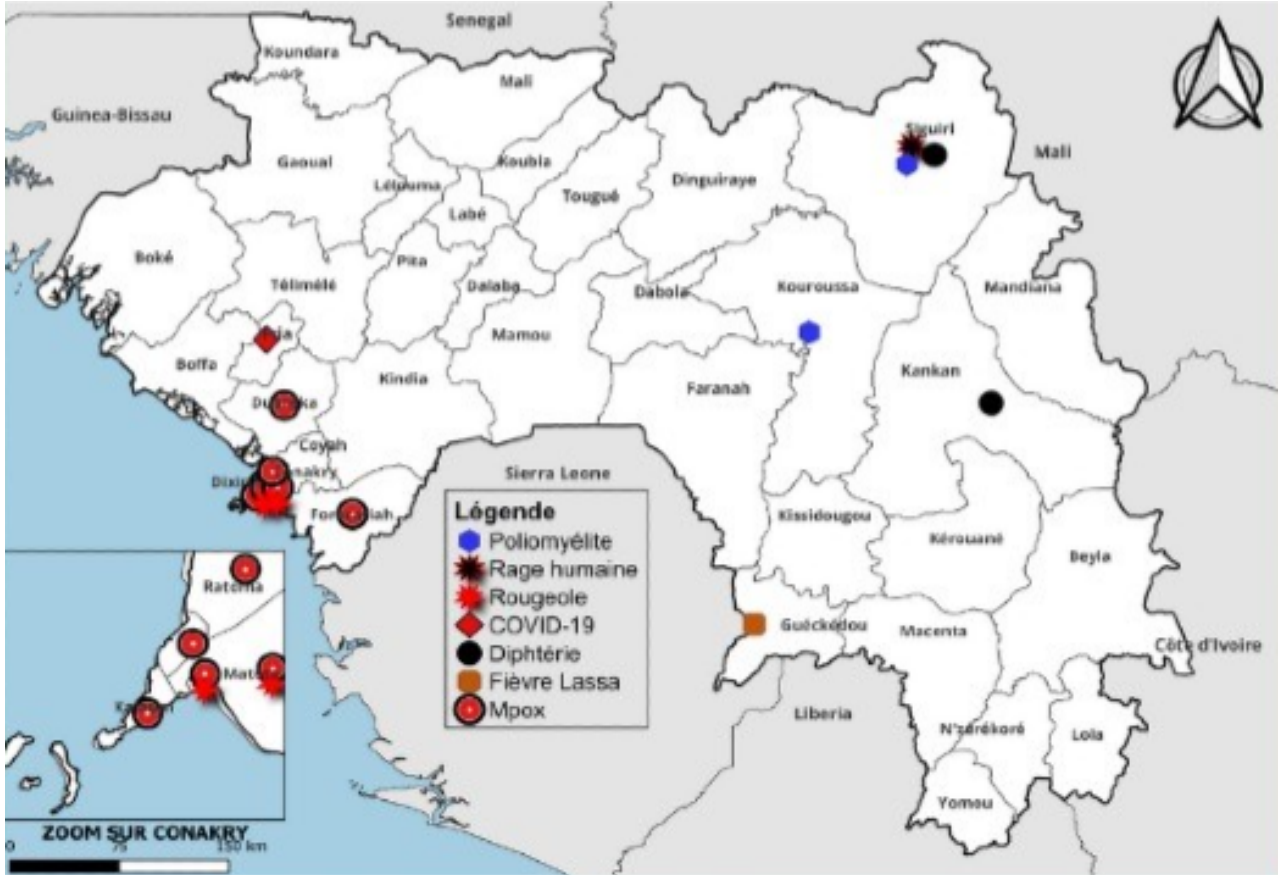 Senegal
Koundara
Mali
Guinea-Bissau
Siguiri
Mali
Gaoual
Koubia
Lélouma
Dinguiraye
Tougué
Labé
Boké
Pita
Télimélé
Dalaba
Dabola
Kouroussa
Mandiana
Mamou
Boffa
Kindia
Kankan
Faranah
Coyah
Sierra Leone
Kissidougou
Kérouané
Beyla
Légende
Poliomyélite
Rage humaine
Rougeole
COVID-19
Diphtérie
Fièvre Lassa
Mpox
Ratoma
Guéckédou
Macenta
Côte d'Ivoire
Liberia
N'zérékoré
Lola
Yomou
ZOOM SUR CONAKRY
0 75 150 km